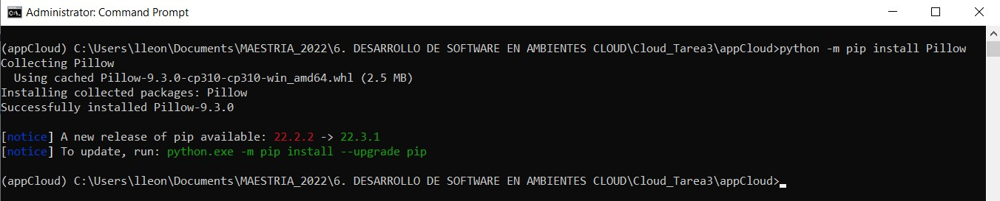 Administrator: Command Prompt
(appCloud) C:\Users\lleon\Documents\MAESTRIA_2022\6. DESARROLLO DE SOFTWARE EN AMBIENTES CLOUD\Cloud_Tarea3\appCloud>python -m pip install Pillow
Collecting Pillow
  Using cached Pillow-9.3.0-cp310-cp310-win_amd64.whl (2.5 MB)
Installing collected packages: Pillow
Successfully installed Pillow-9.3.0
[notice] A new release of pip available: 22.2.2 -> 22.3.1
[notice] To update, run: python.exe -m pip install --upgrade pip
(appCloud) C:\Users\lleon\Documents\MAESTRIA_2022\6. DESARROLLO DE SOFTWARE EN AMBIENTES CLOUD\Cloud_Tarea3\appCloud>